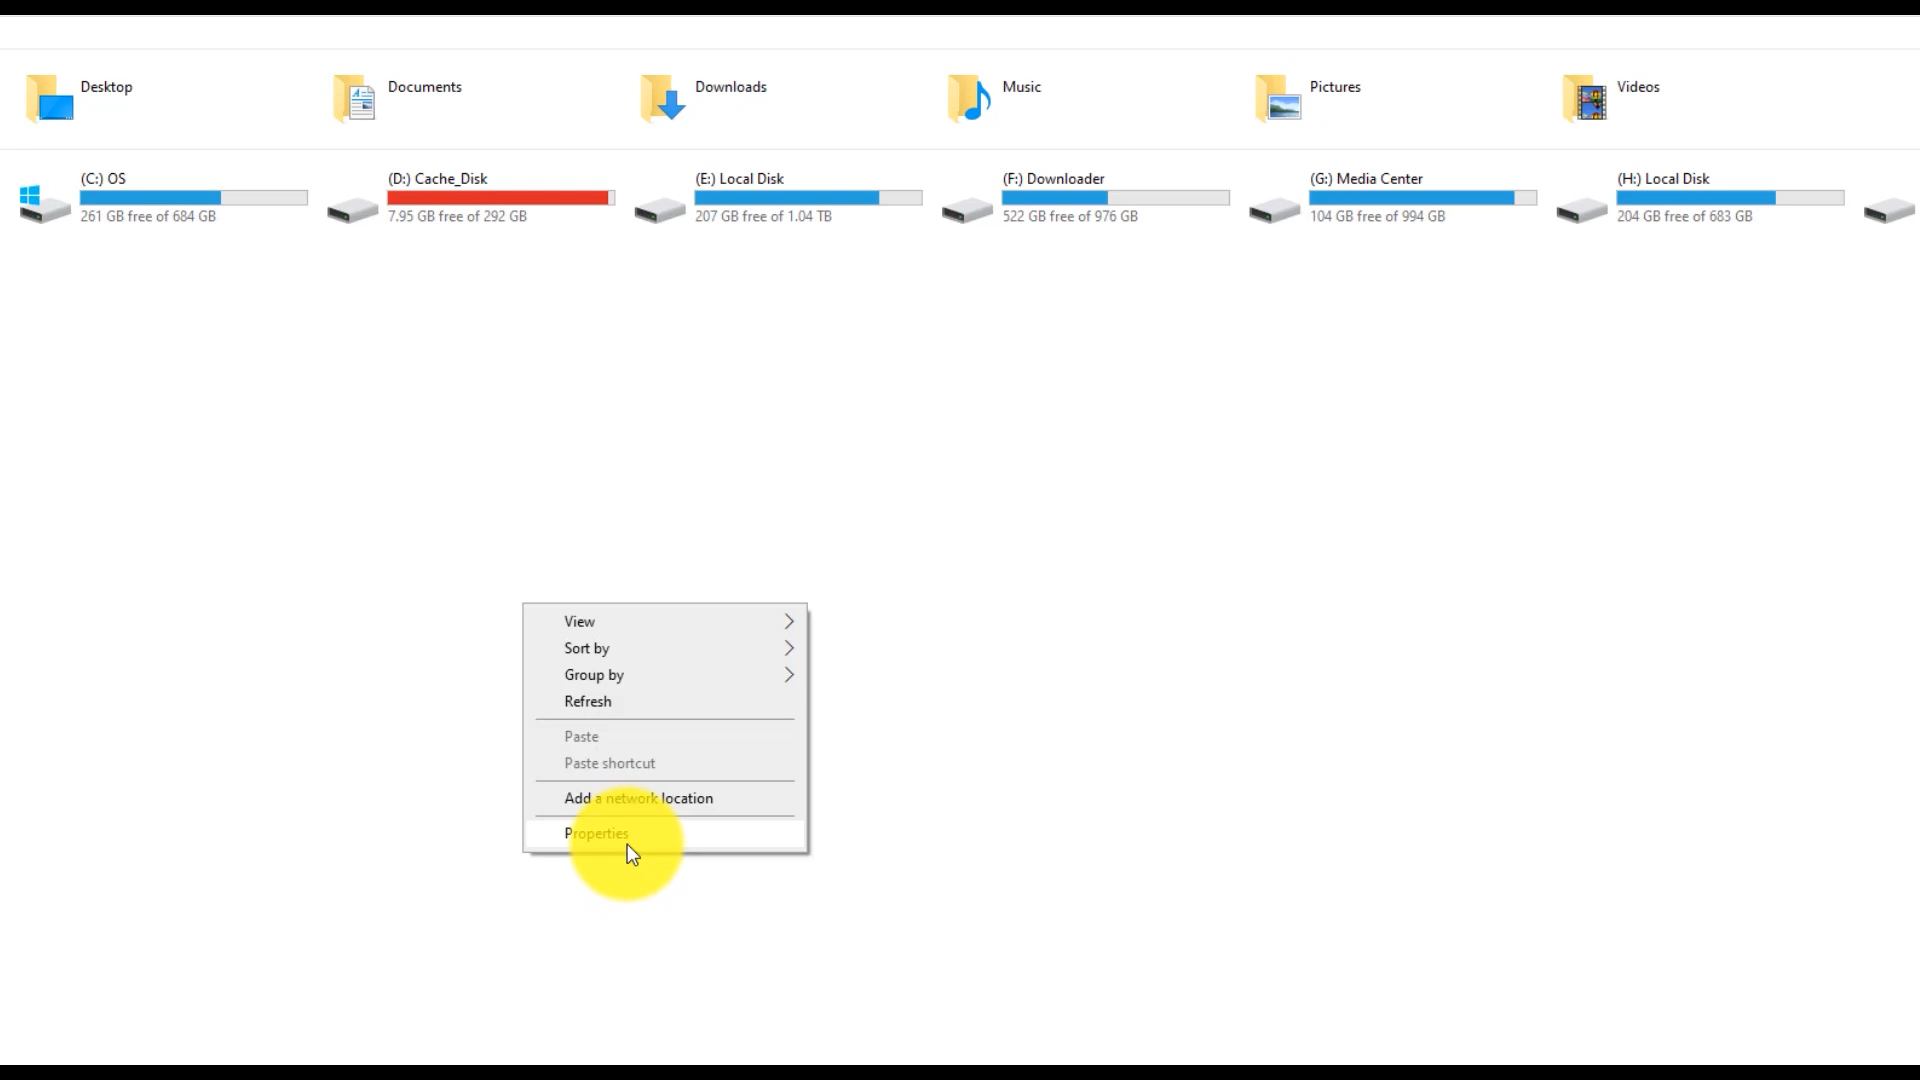 Desktop
Documents
Downloads
Music
Pictures
Videos
(C:) OS
261 GB free of 684 GB
(D:) Cache_Disk
7.95 GB free of 292 GB
(E:) Local Disk
207 GB free of 1.04 TB
(F:) Downloader
522 GB free of 976 GB
(G:) Media Center
104 GB free of 994 GB
(H:) Local Disk
204 GB free of 683 GB
View
Sort by
Group by
Refresh
Paste
Paste shortcut
Add a network location
Properties